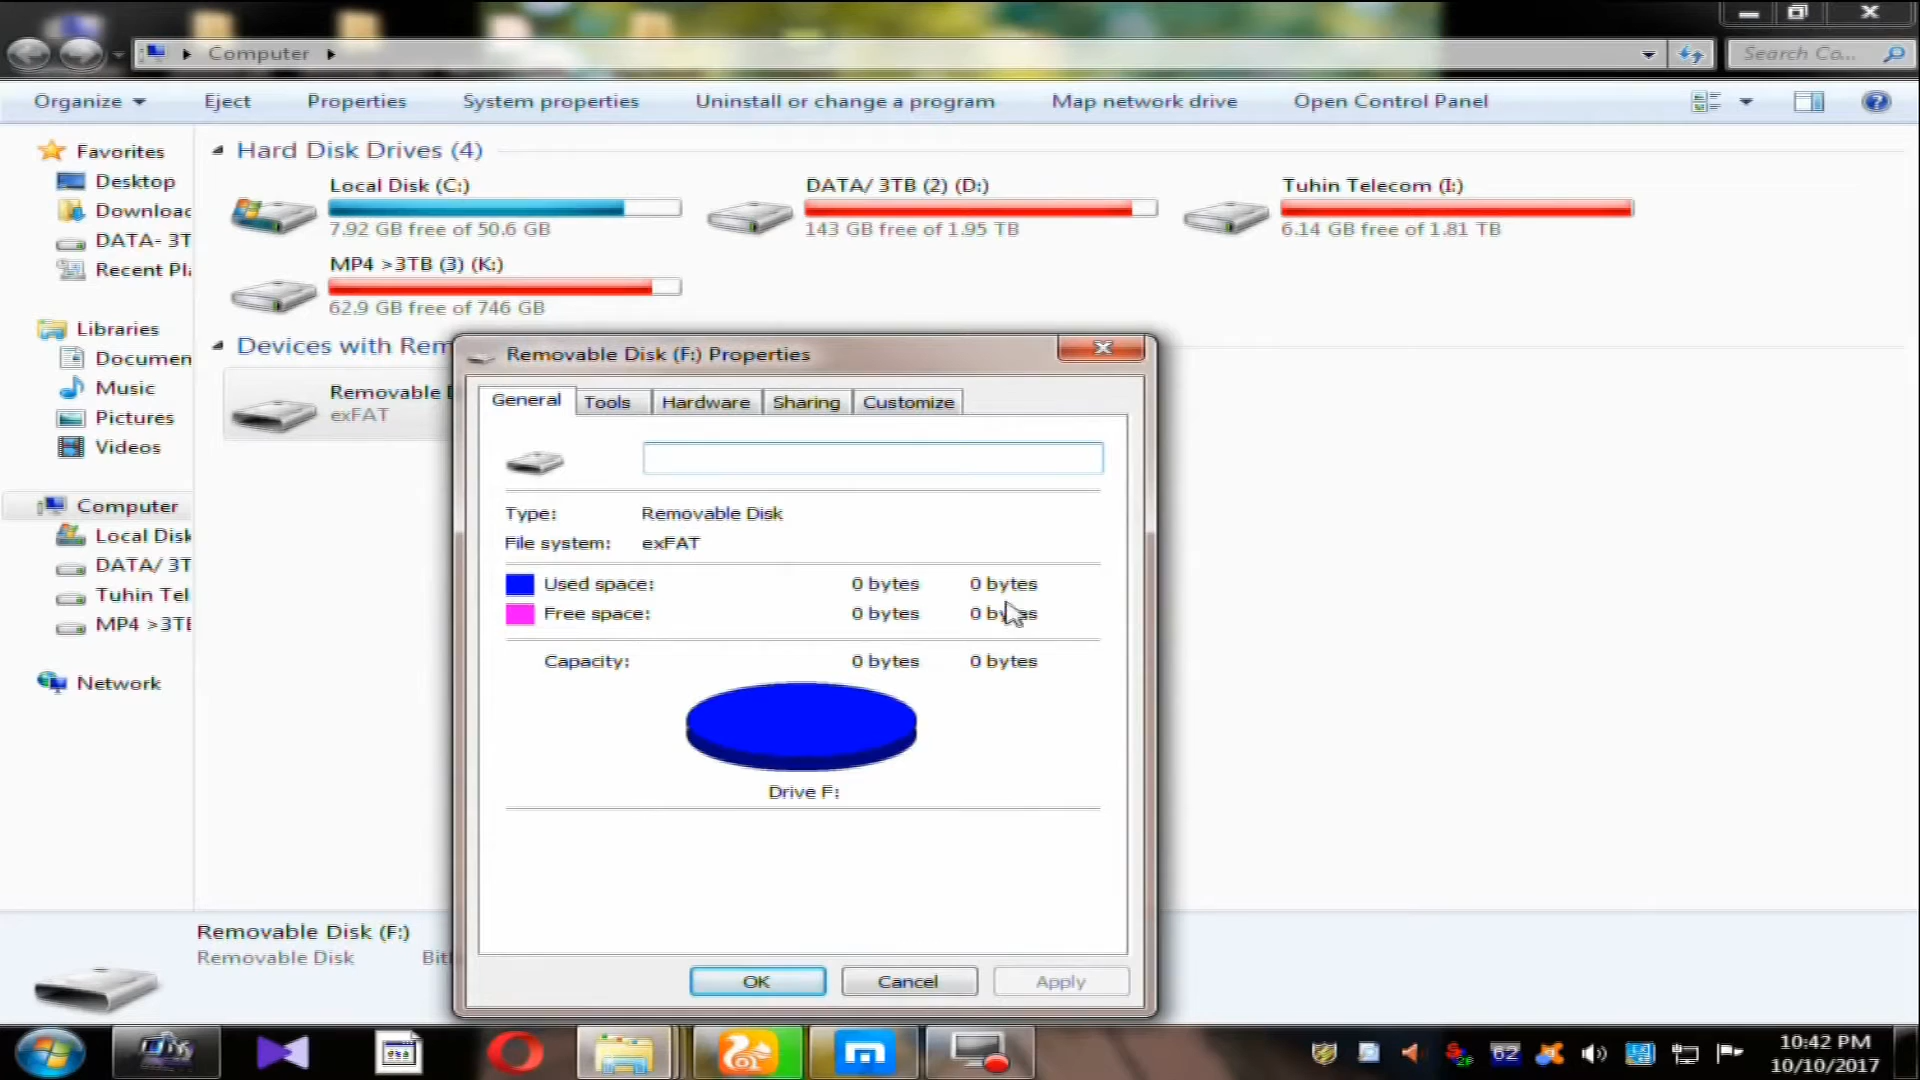 Computer
Search Co...
Organize Eject Properties System properties Uninstall or change a program Map network drive Open Control Panel
Favorites
Desktop
Downloac
DATA- 3T
Recent Pla
Libraries
Documen
Music
Pictures
Videos
Computer
Local Disk
DATA/ 3T
Tuhin Tel
MP4 >3TB
Network
Hard Disk Drives (4)
Local Disk (C:)
7.92 GB free of 50.6 GB
DATA/ 3TB (2) (D:)
143 GB free of 1.95 TB
Tuhin Telecom (I:)
6.14 GB free of 1.81 TB
MP4 >3TB (3) (K:)
62.9 GB free of 746 GB
Devices with Rem
Removable D
exFAT
Removable Disk (F:) Properties
General Tools Hardware Sharing Customize
Type: Removable Disk
File system: exFAT
Used space: 0 bytes 0 bytes
Free space: 0 bytes 0 bytes
Capacity: 0 bytes 0 bytes
Drive F:
OK Cancel Apply
Removable Disk (F:)
Removable Disk Bitl
62
10:42 PM
10/10/2017